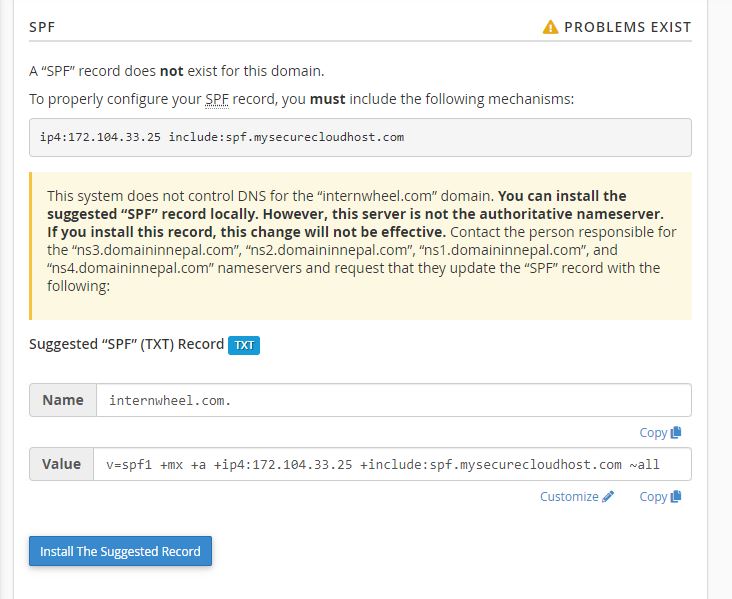 SPF
PROBLEMS EXIST
A “SPF” record does not exist for this domain.
To properly configure your SPF record, you must include the following mechanisms:
ip4:172.104.33.25 include:spf.mysecurecloudhost.com
This system does not control DNS for the “internwheel.com” domain. You can install the
suggested “SPF” record locally. However, this server is not the authoritative nameserver.
If you install this record, this change will not be effective. Contact the person responsible for
the “ns3.domaininnepal.com”, “ns2.domaininnepal.com”, “ns1.domaininnepal.com”, and
“ns4.domaininnepal.com” nameservers and request that they update the “SPF” record with the
following:
Suggested “SPF” (TXT) Record TXT
Name internwheel.com.
Copy
Value v=spf1 +mx +a +ip4:172.104.33.25 +include:spf.mysecurecloudhost.com ~all
Customize Copy
Install The Suggested Record